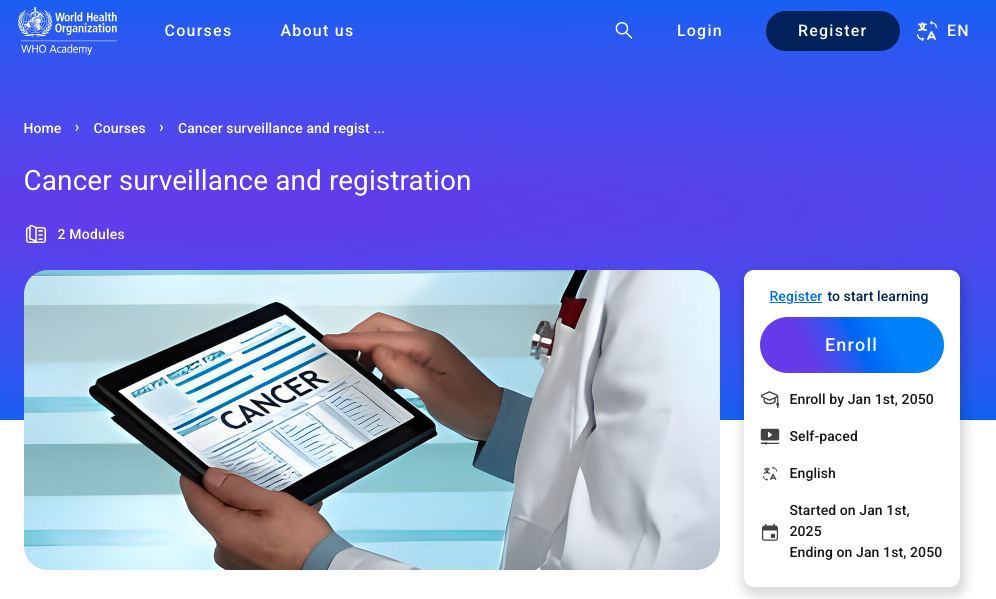 World Health
Organization
WHO Academy
Courses
About us
Login
Register
EN
Home › Courses › Cancer surveillance and regist ...
Cancer surveillance and registration
2 Modules
CANCER
Register to start learning
Enroll
Enroll by Jan 1st, 2050
Self-paced
English
Started on Jan 1st,
2025
Ending on Jan 1st, 2050